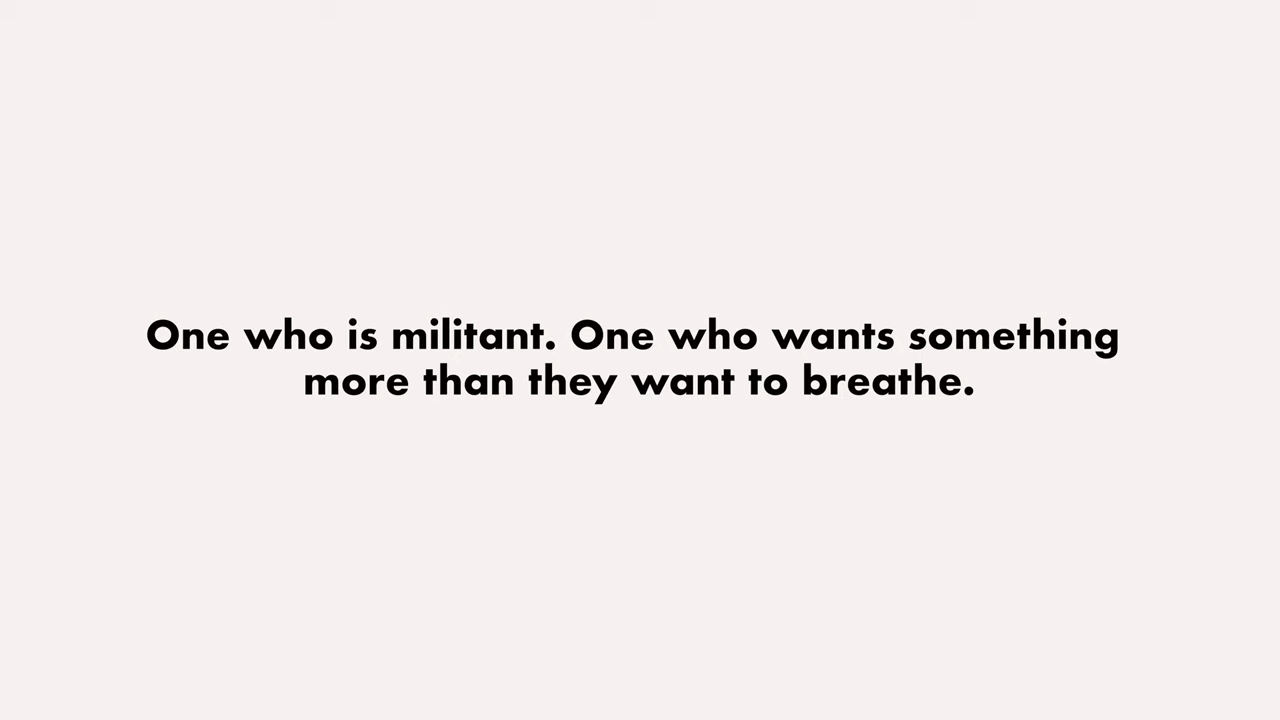 One who is militant. One who wants something
more than they want to breathe.